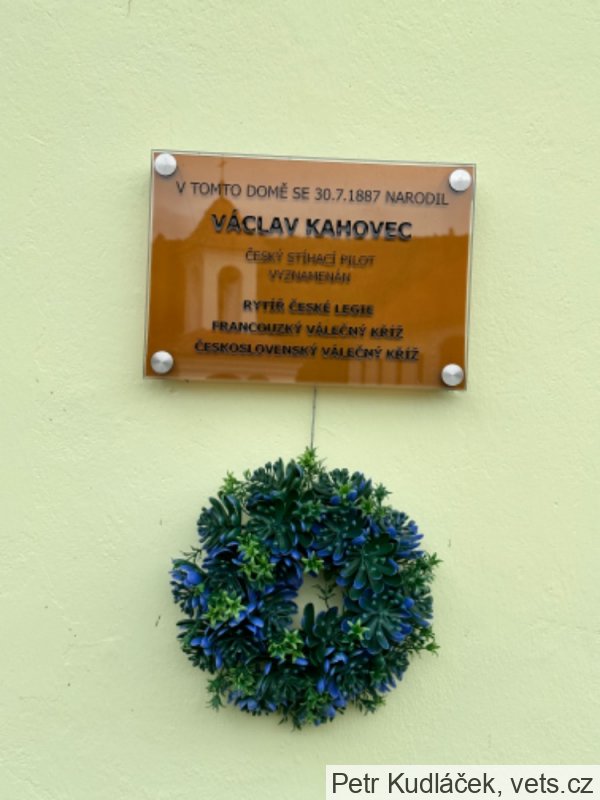 V TOMTO DOMĚ SE 30.7.1887 NARODIL
VÁCLAV KAHOVEC
ČESKÝ STÍHACÍ PILOT
VYZNAMENÁN
RYTÍŘ ČESKÉ LEGIE
FRANCOUZKÝ VÁLEČNÝ KŘÍŽ
ČESKOSLOVENSKÝ VÁLEČNÝ KŘÍŽ
Petr Kudláček, vets.cz